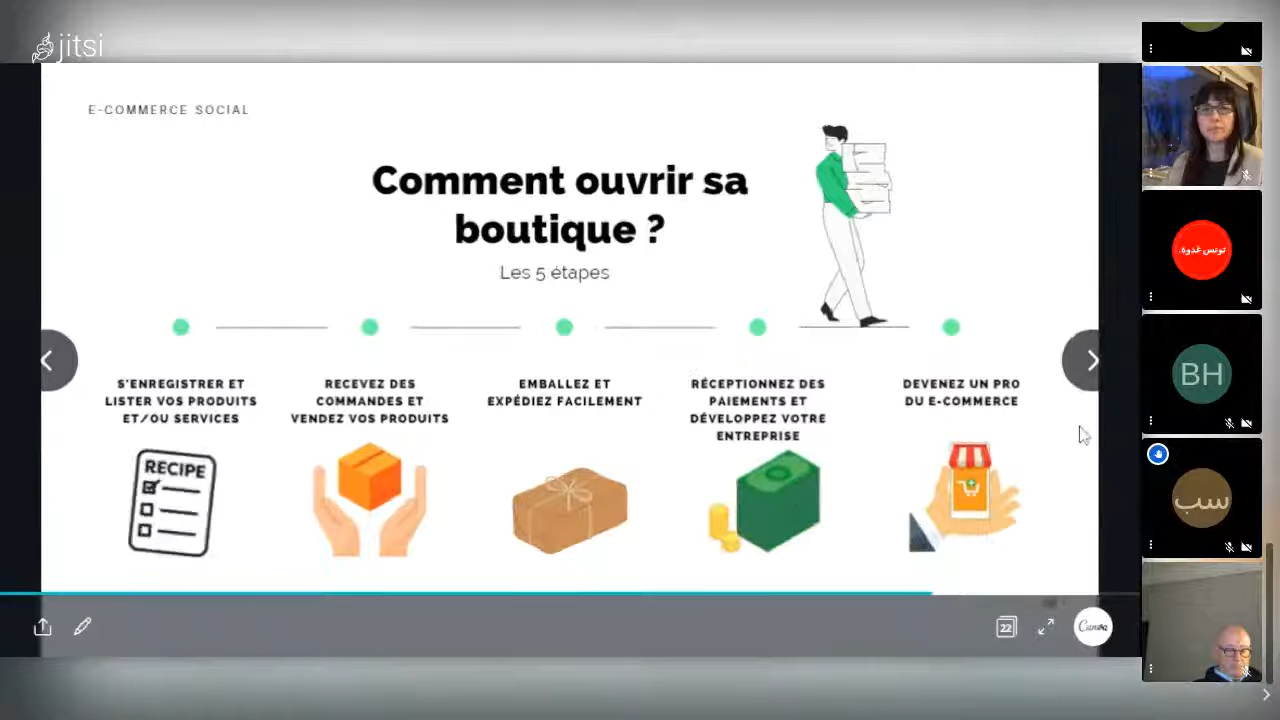 jitsi
E-COMMERCE SOCIAL
Comment ouvrir sa
boutique ?
Les 5 étapes
S'ENREGISTRER ET
LISTER VOS PRODUITS
ET/OU SERVICES
RECEVEZ DES
COMMANDES ET
VENDEZ VOS PRODUITS
EMBALLEZ ET
EXPÉDIEZ FACILEMENT
RÉCEPTIONNEZ DES
PAIEMENTS ET
DÉVELOPPEZ VOTRE
ENTREPRISE
DEVENEZ UN PRO
DU E-COMMERCE
RECIPE
22
Canva
تونس غدوة
BH
سب